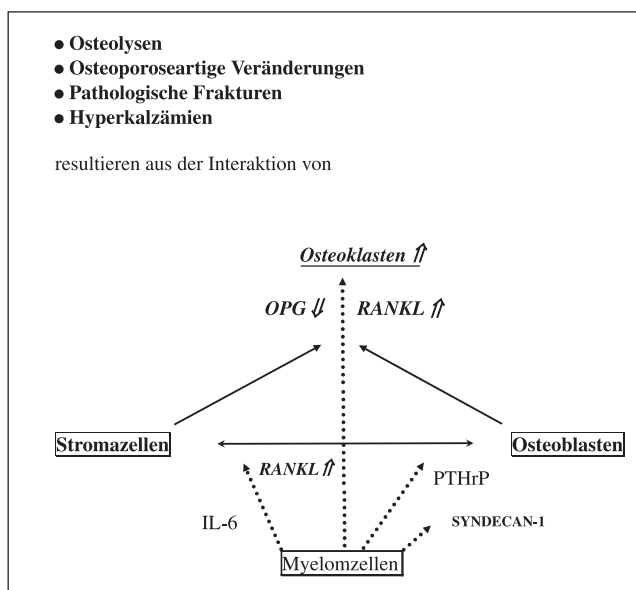 ● Osteolysen
● Osteoporoseartige Veränderungen
● Pathologische Frakturen
● Hyperkalzämien
resultieren aus der Interaktion von
Osteoklasten ⇑
OPG ⇓ RANKL ⇑
Stromazellen Osteoblasten
RANKL ⇑ PTHrP
IL-6 SYNDECAN-1
Myelomzellen